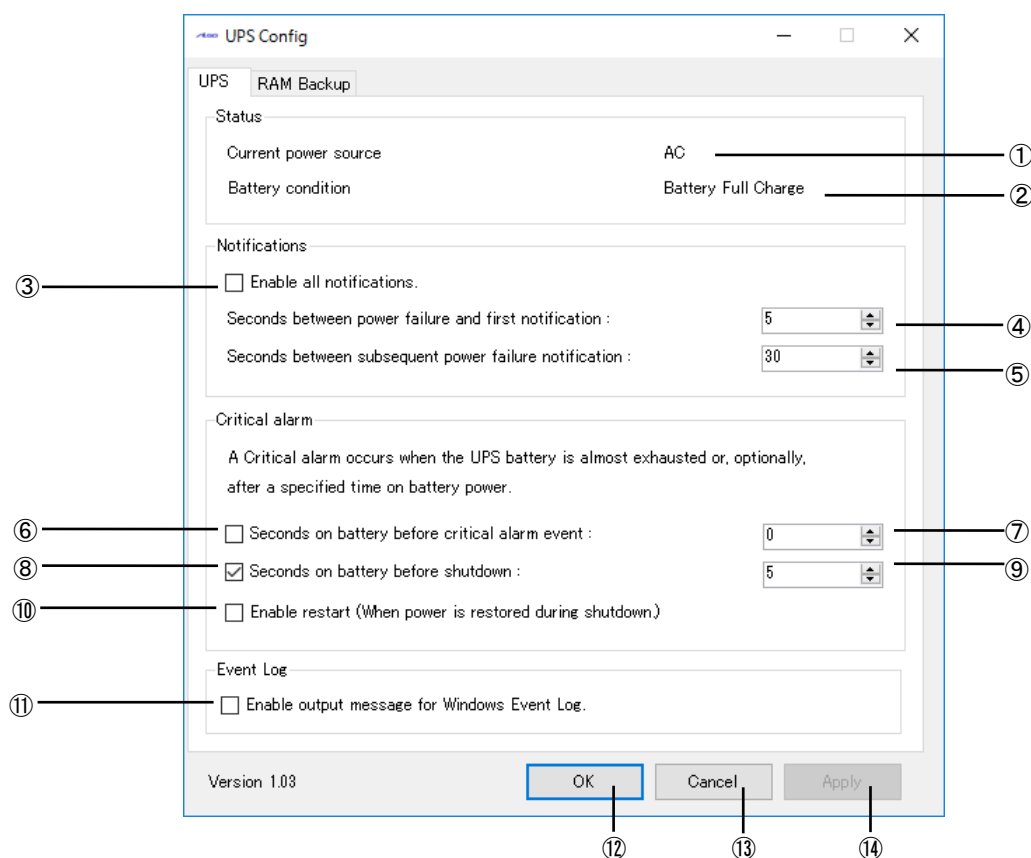 UPS Config
UPS RAM Backup
Status
Current power source AC ①
Battery condition Battery Full Charge ②
Notifications
③ Enable all notifications.
Seconds between power failure and first notification : 5 ④
Seconds between subsequent power failure notification : 30 ⑤
Critical alarm
A Critical alarm occurs when the UPS battery is almost exhausted or, optionally,
after a specified time on battery power.
⑥ Seconds on battery before critical alarm event : 0 ⑦
⑧ Seconds on battery before shutdown : 5 ⑨
⑩ Enable restart (When power is restored during shutdown.)
Event Log
⑪ Enable output message for Windows Event Log.
Version 1.03 OK Cancel Apply
⑫ ⑬ ⑭